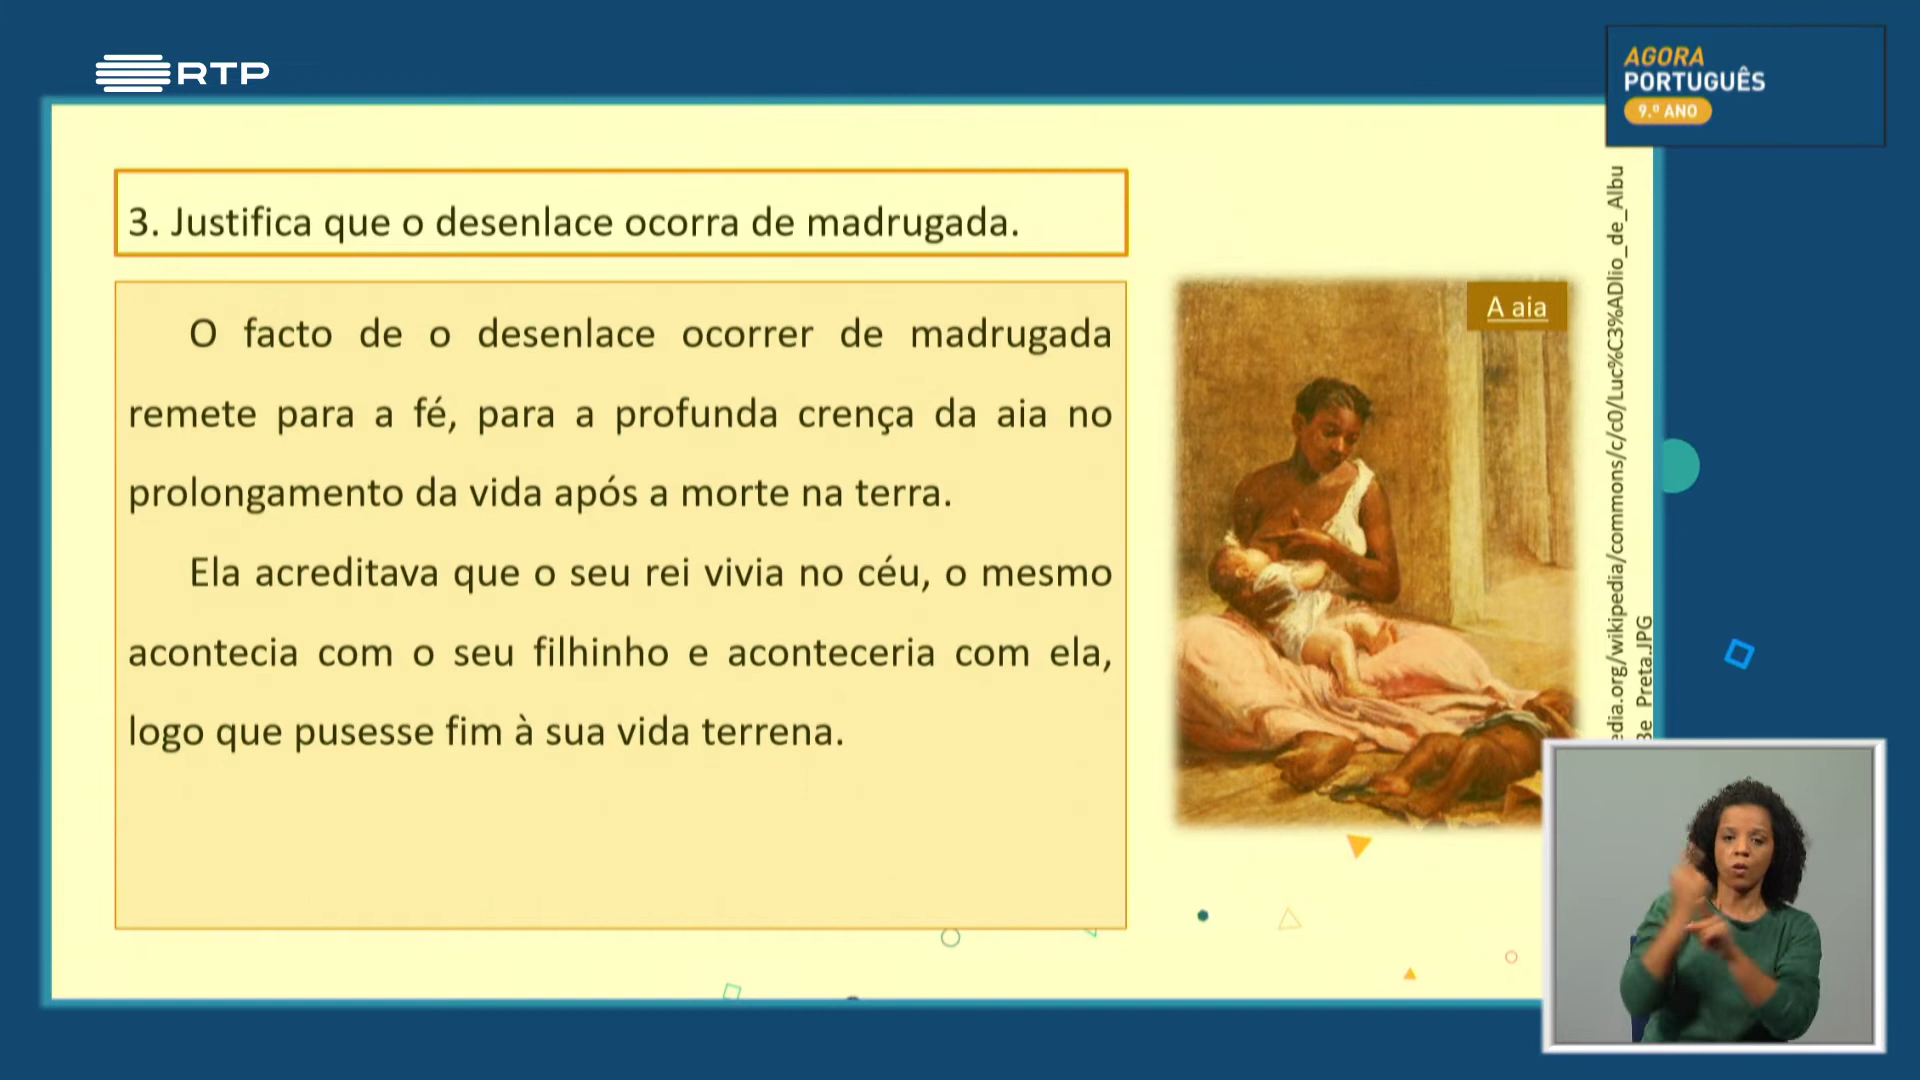 RTP
AGORA
PORTUGUÊS
9.º ANO
3. Justifica que o desenlace ocorra de madrugada.
O facto de o desenlace ocorrer de madrugada
remete para a fé, para a profunda crença da aia no
prolongamento da vida após a morte na terra.
Ela acreditava que o seu rei vivia no céu, o mesmo
acontecia com o seu filhinho e aconteceria com ela,
logo que pusesse fim à sua vida terrena.
A aia
edia.org/wikipedia/commons/c/c0/Luc%C3%ADlio_de_Albu
Preta.JPG